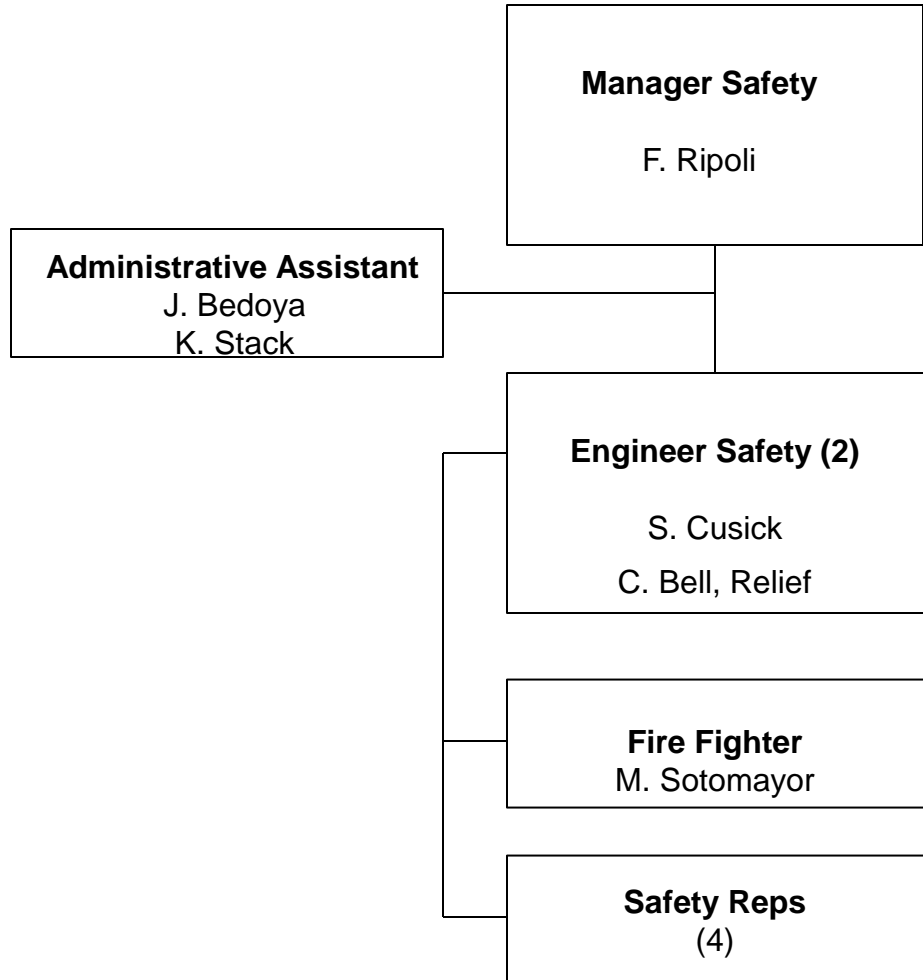 Manager Safety
F. Ripoli
Administrative Assistant
J. Bedoya
K. Stack
Engineer Safety (2)
S. Cusick
C. Bell, Relief
Fire Fighter
M. Sotomayor
Safety Reps
(4)